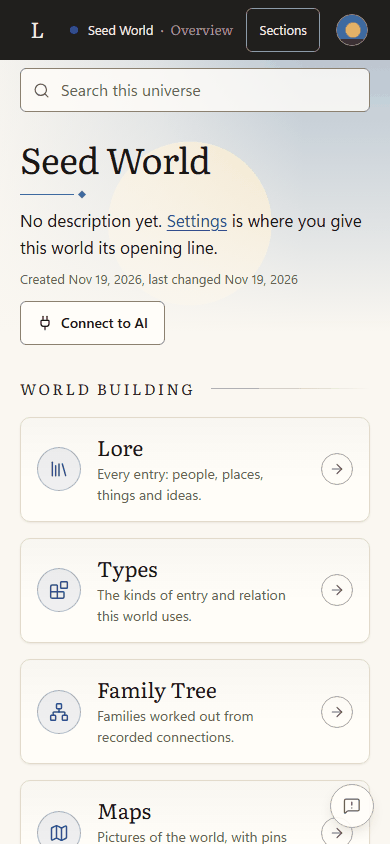 L
Seed World · Overview
Sections
Search this universe
Seed World
No description yet. Settings is where you give
this world its opening line.
Created Nov 19, 2026, last changed Nov 19, 2026
Connect to AI
WORLD BUILDING
Lore
Every entry: people, places,
things and ideas.
Types
The kinds of entry and relation
this world uses.
Family Tree
Families worked out from
recorded connections.
Maps
Pictures of the world, with pins